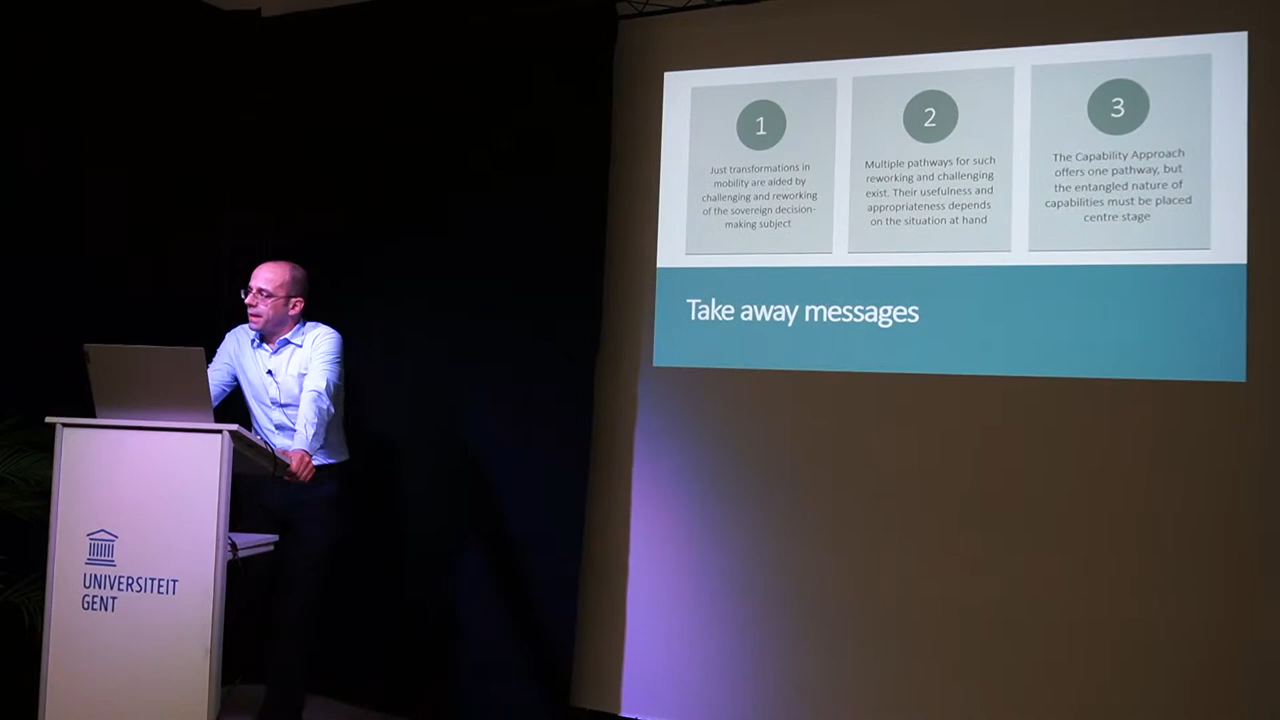 1
Just transformations in
mobility are aided by
challenging and reworking
of the sovereign decision-
making subject
2
Multiple pathways for such
reworking and challenging
exist. Their usefulness and
appropriateness depends
on the situation at hand
3
The Capability Approach
offers one pathway, but
the entangled nature of
capabilities must be placed
centre stage
Take away messages
UNIVERSITEIT
GENT